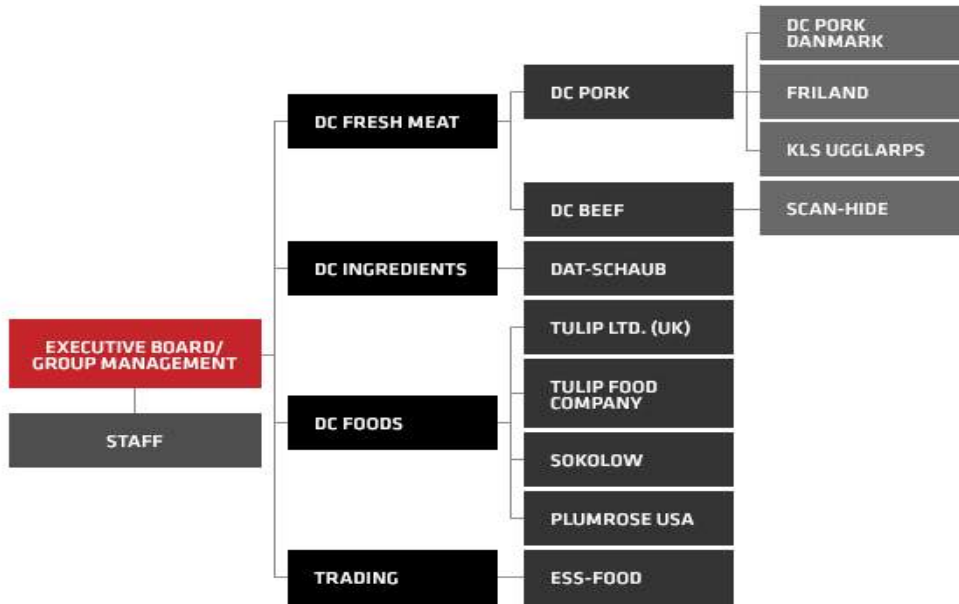 EXECUTIVE BOARD/
GROUP MANAGEMENT
STAFF
DC FRESH MEAT
DC INGREDIENTS
DC FOODS
TRADING
DC PORK
DC BEEF
DAT-SCHAUB
TULIP LTD. (UK)
TULIP FOOD
COMPANY
SOKOLOW
PLUMROSE USA
ESS-FOOD
DC PORK
DANMARK
FRILAND
KLS UGGLARPS
SCAN-HIDE